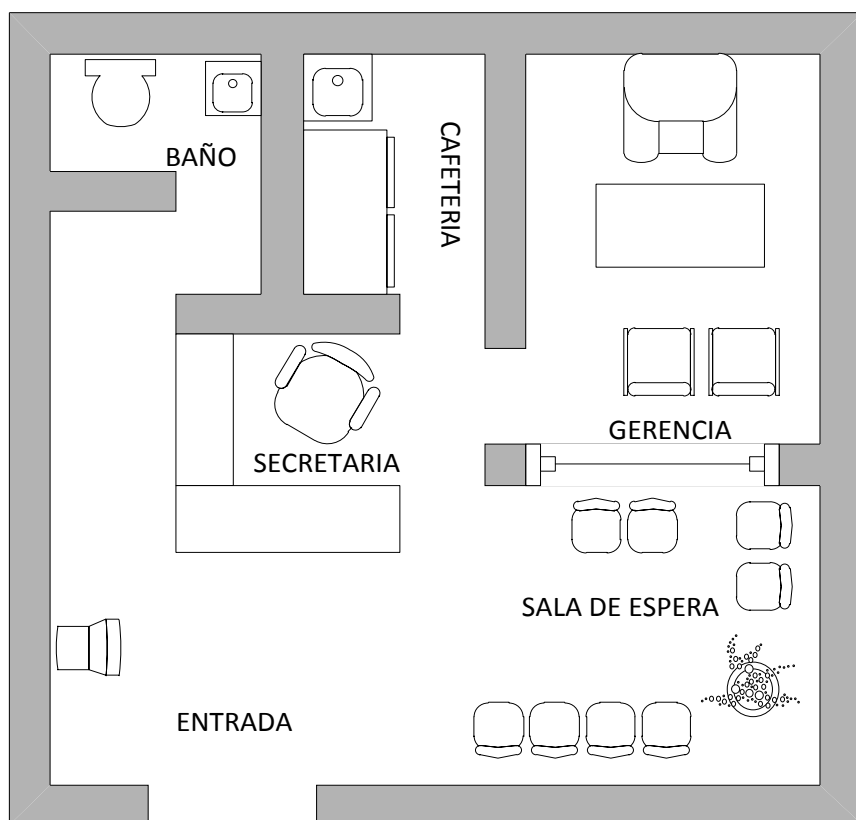 BAÑO
CAFETERIA
GERENCIA
SECRETARIA
SALA DE ESPERA
ENTRADA